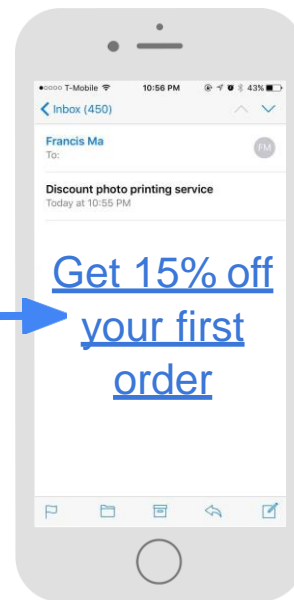 T-Mobile 10:56 PM 43%
Inbox (450)
Francis Ma
FM
To:
Discount photo printing service
Today at 10:55 PM
Get 15% off
your first
order